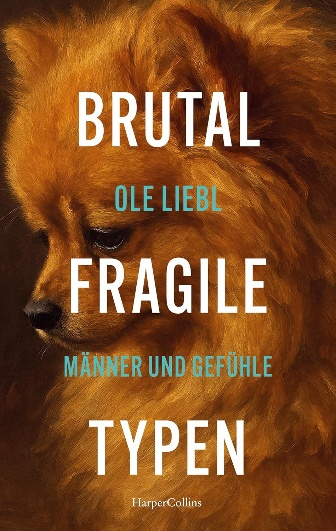 BRUTAL
OLE LIEBL
FRAGILE
MÄNNER UND GEFÜHLE
TYPEN
HarperCollins